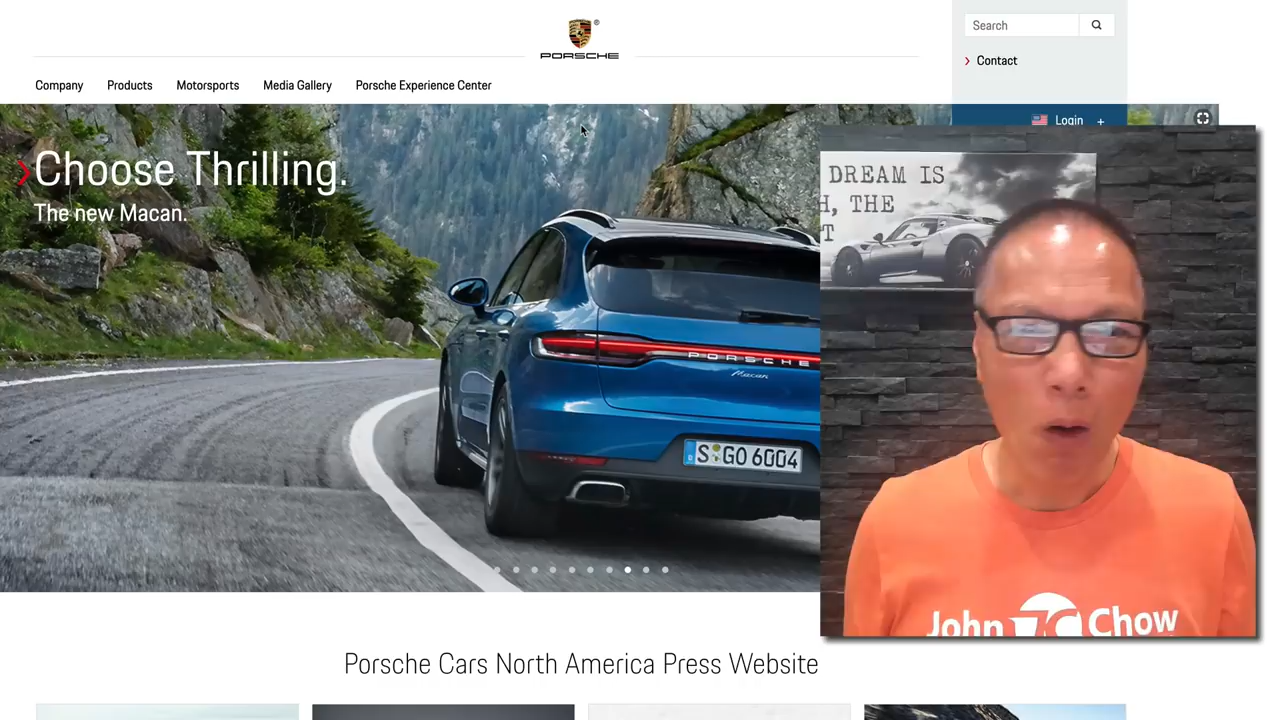 PORSCHE
®
Search
Contact
Company
Products
Motorsports
Media Gallery
Porsche Experience Center
Login +
Choose Thrilling.
The new Macan.
DREAM IS
H, THE
T
PORSCHE
Macan
S GO 6004
John Chow
Porsche Cars North America Press Website